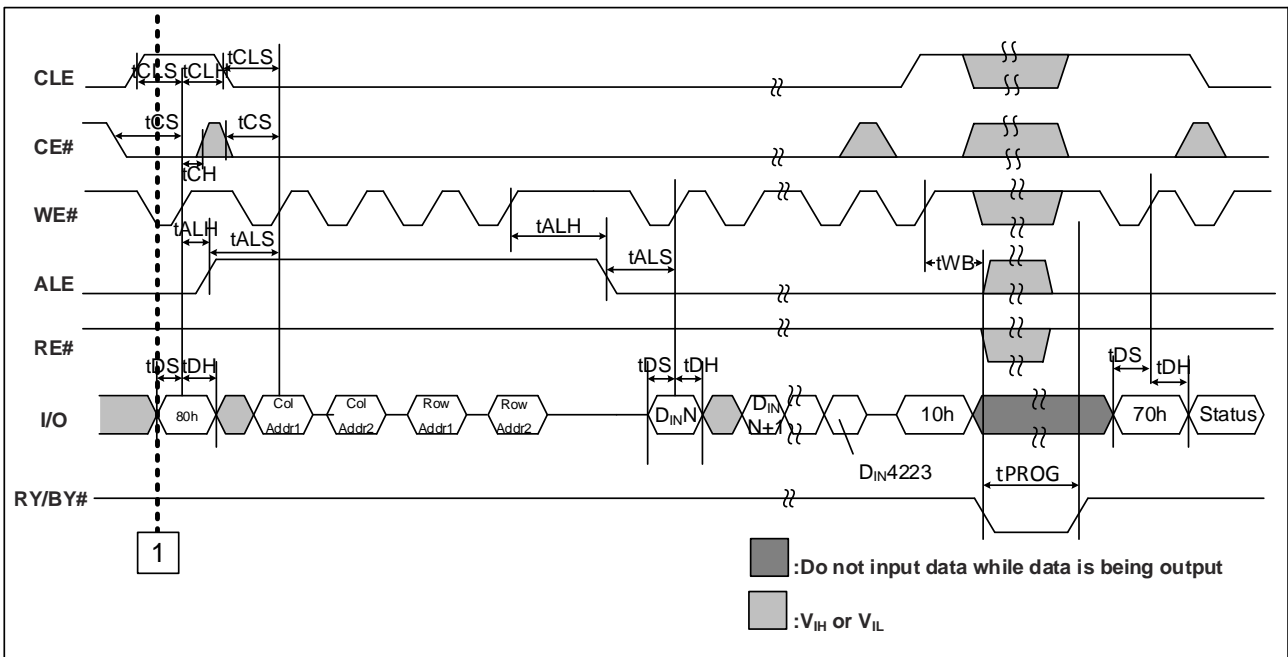 CLE
tCLS tCLH tCLS
CE#
tCS tCS
tCH
WE#
tALH tALS tALH tALS
tWB
ALE
RE#
tDS tDH tDS tDH tDS tDH
I/O
80h Col Addr1 Col Addr2 Row Addr1 Row Addr2 DINN DIN N+1 10h 70h Status
DIN4223
tPROG
RY/BY#
1
:Do not input data while data is being output
:VIH or VIL